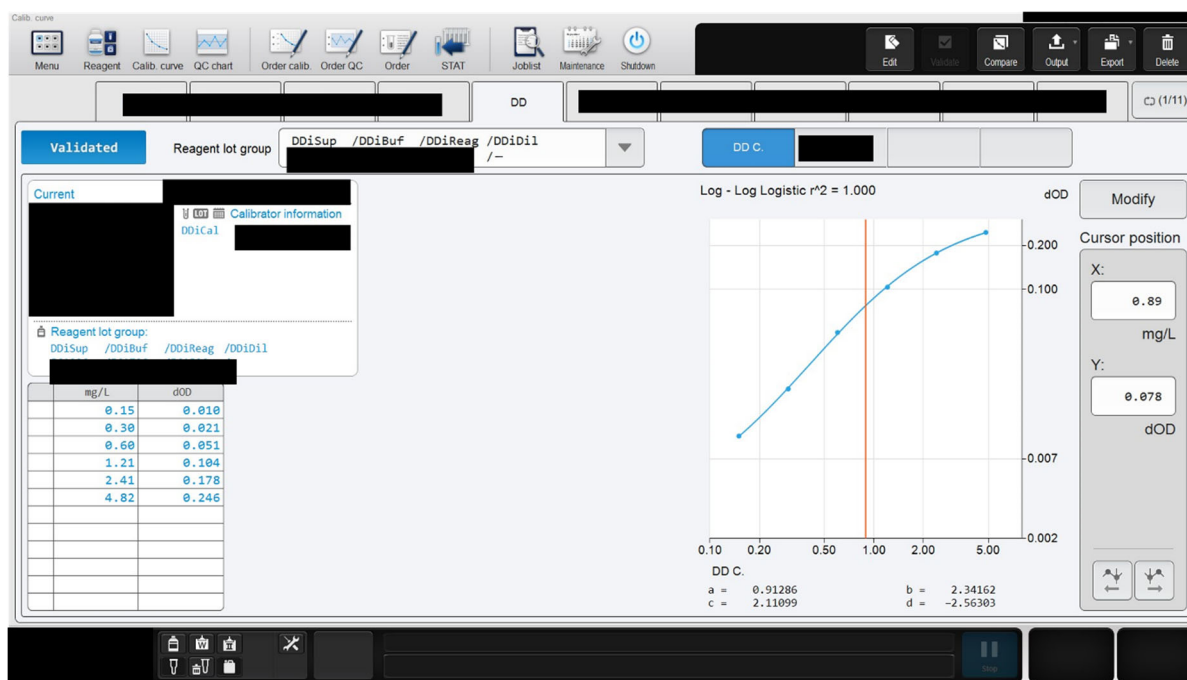 Calib. curve
Menu Reagent Calib. curve QC chart Order calib. Order QC Order STAT Joblist Maintenance Shutdown Edit Validate Compare Output Export Delete
DD (1/11)
Validated Reagent lot group DDiSup /DDiBuf /DDiReag /DDiDil DD C.
/—
Current
LOT Calibrator information
DDiCal
Reagent lot group:
DDiSup /DDiBuf /DDiReag /DDiDil
mg/L dOD
0.15 0.010
0.30 0.021
0.60 0.051
1.21 0.104
2.41 0.178
4.82 0.246
Log - Log Logistic r^2 = 1.000 dOD
0.200
0.100
0.007
0.002
0.10 0.20 0.50 1.00 2.00 5.00
DD C.
a = 0.91286 b = 2.34162
c = 2.11099 d = -2.56303
Modify
Cursor position
X:
0.89
mg/L
Y:
0.078
dOD
W
Stop